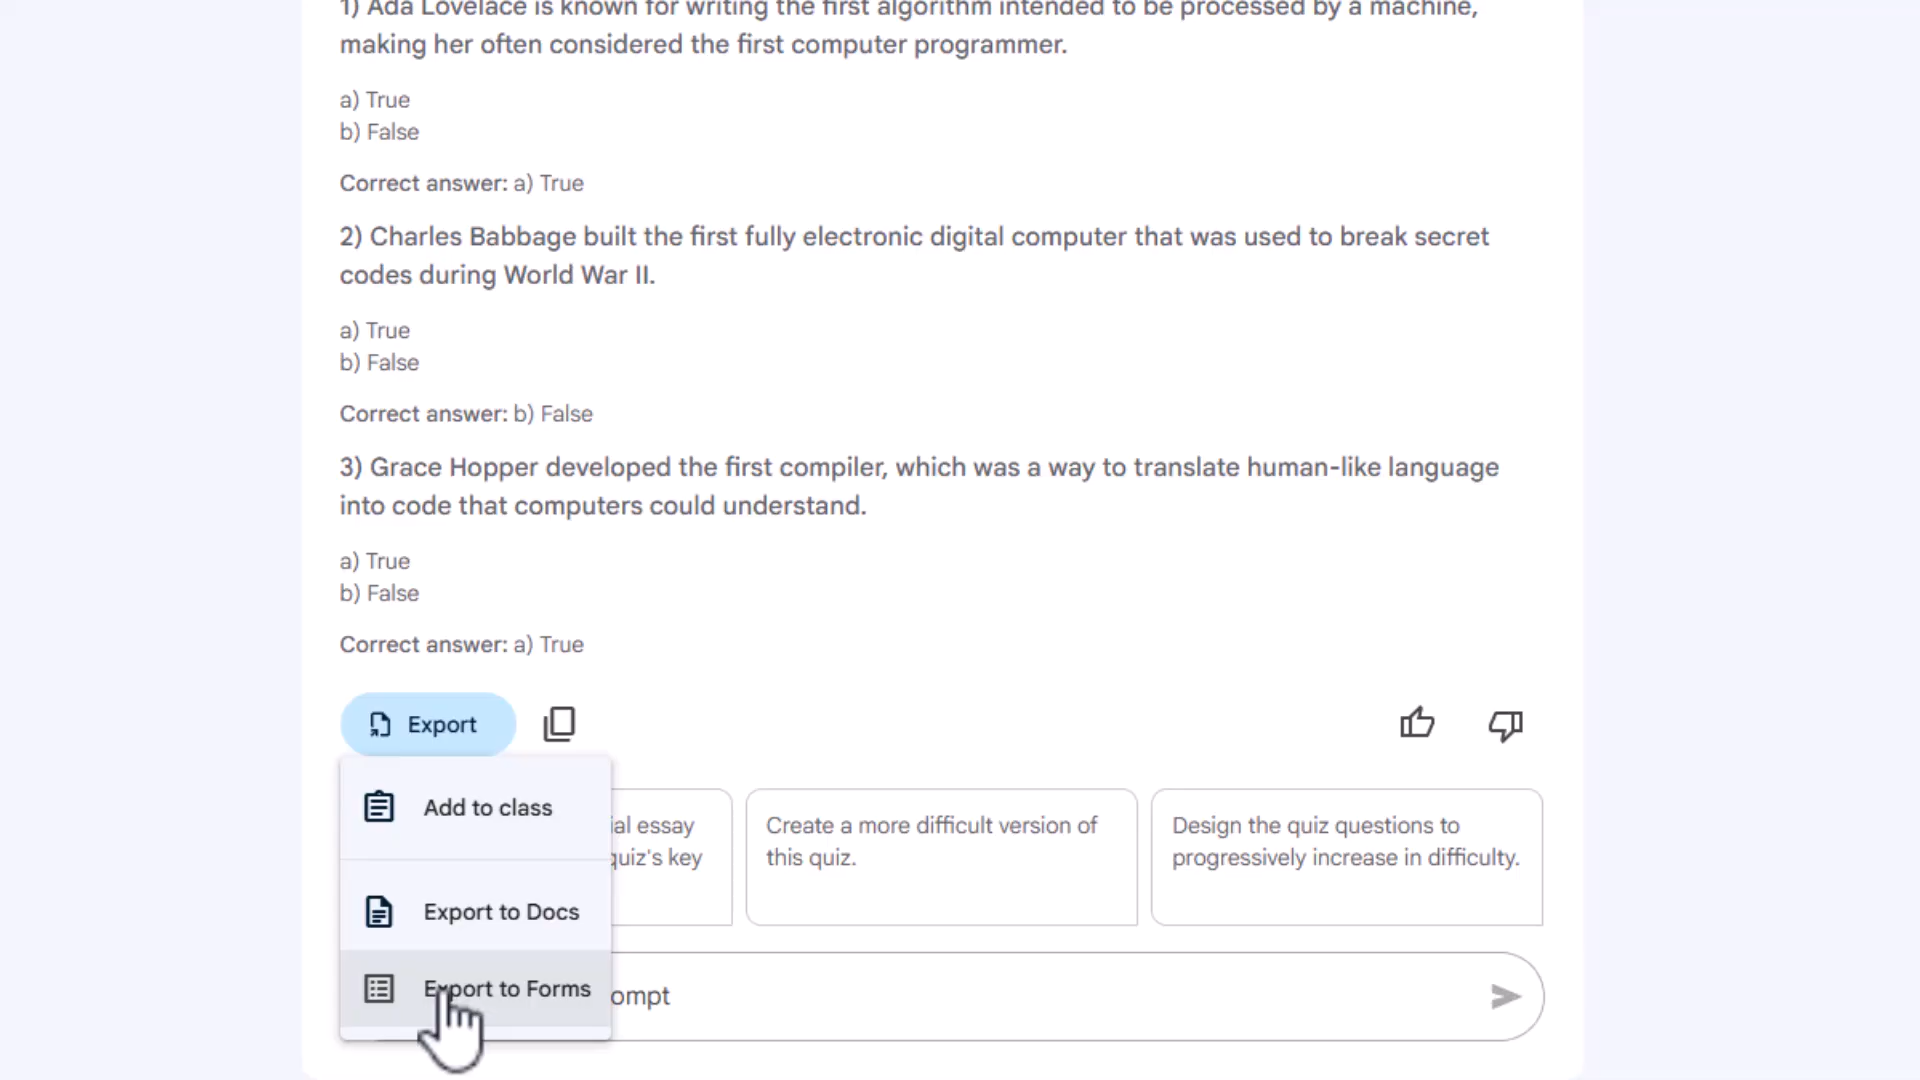 1) Ada Lovelace is known for writing the first algorithm intended to be processed by a machine,
making her often considered the first computer programmer.
a) True
b) False
Correct answer: a) True
2) Charles Babbage built the first fully electronic digital computer that was used to break secret
codes during World War II.
a) True
b) False
Correct answer: b) False
3) Grace Hopper developed the first compiler, which was a way to translate human-like language
into code that computers could understand.
a) True
b) False
Correct answer: a) True
Export
Add to class
Export to Docs
Export to Forms
essay
quiz's key
Create a more difficult version of
this quiz.
Design the quiz questions to
progressively increase in difficulty.